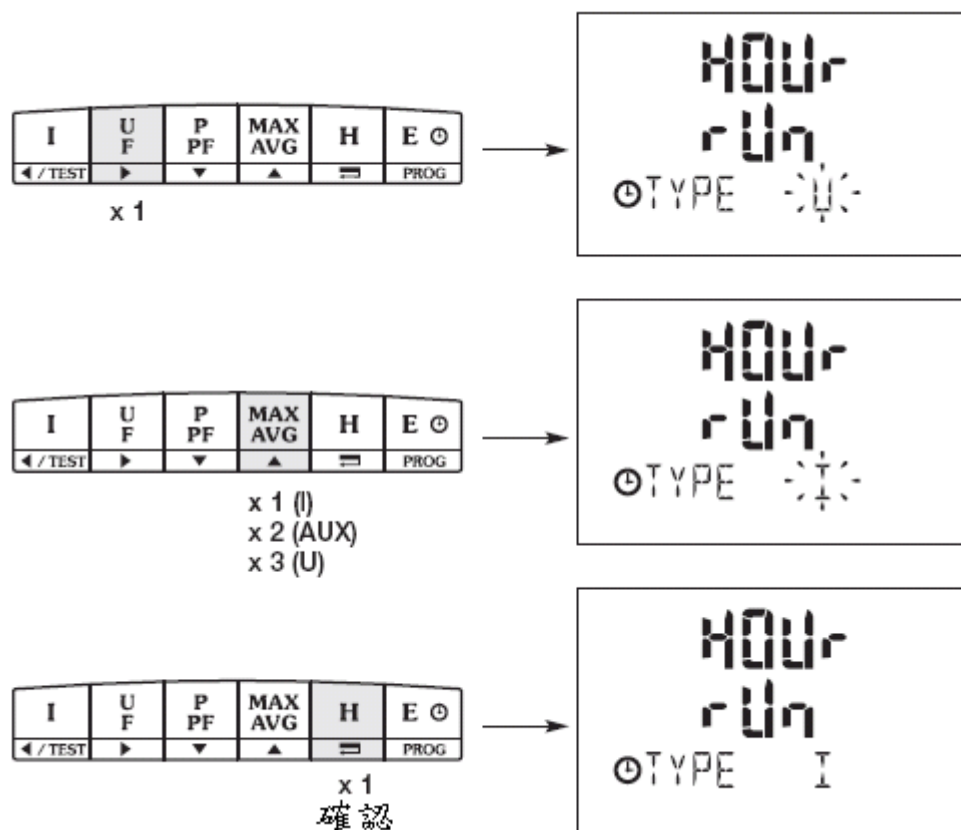 HOUr
rUn
I U F P PF MAX AVG H E
◀ / TEST ▶ ▼ ▲ PROG
TYPE U
x 1
HOUr
rUn
I U F P PF MAX AVG H E
◀ / TEST ▶ ▼ ▲ PROG
TYPE I
x 1 (I)
x 2 (AUX)
x 3 (U)
HOUr
rUn
I U F P PF MAX AVG H E
◀ / TEST ▶ ▼ ▲ PROG
TYPE I
x 1
確認